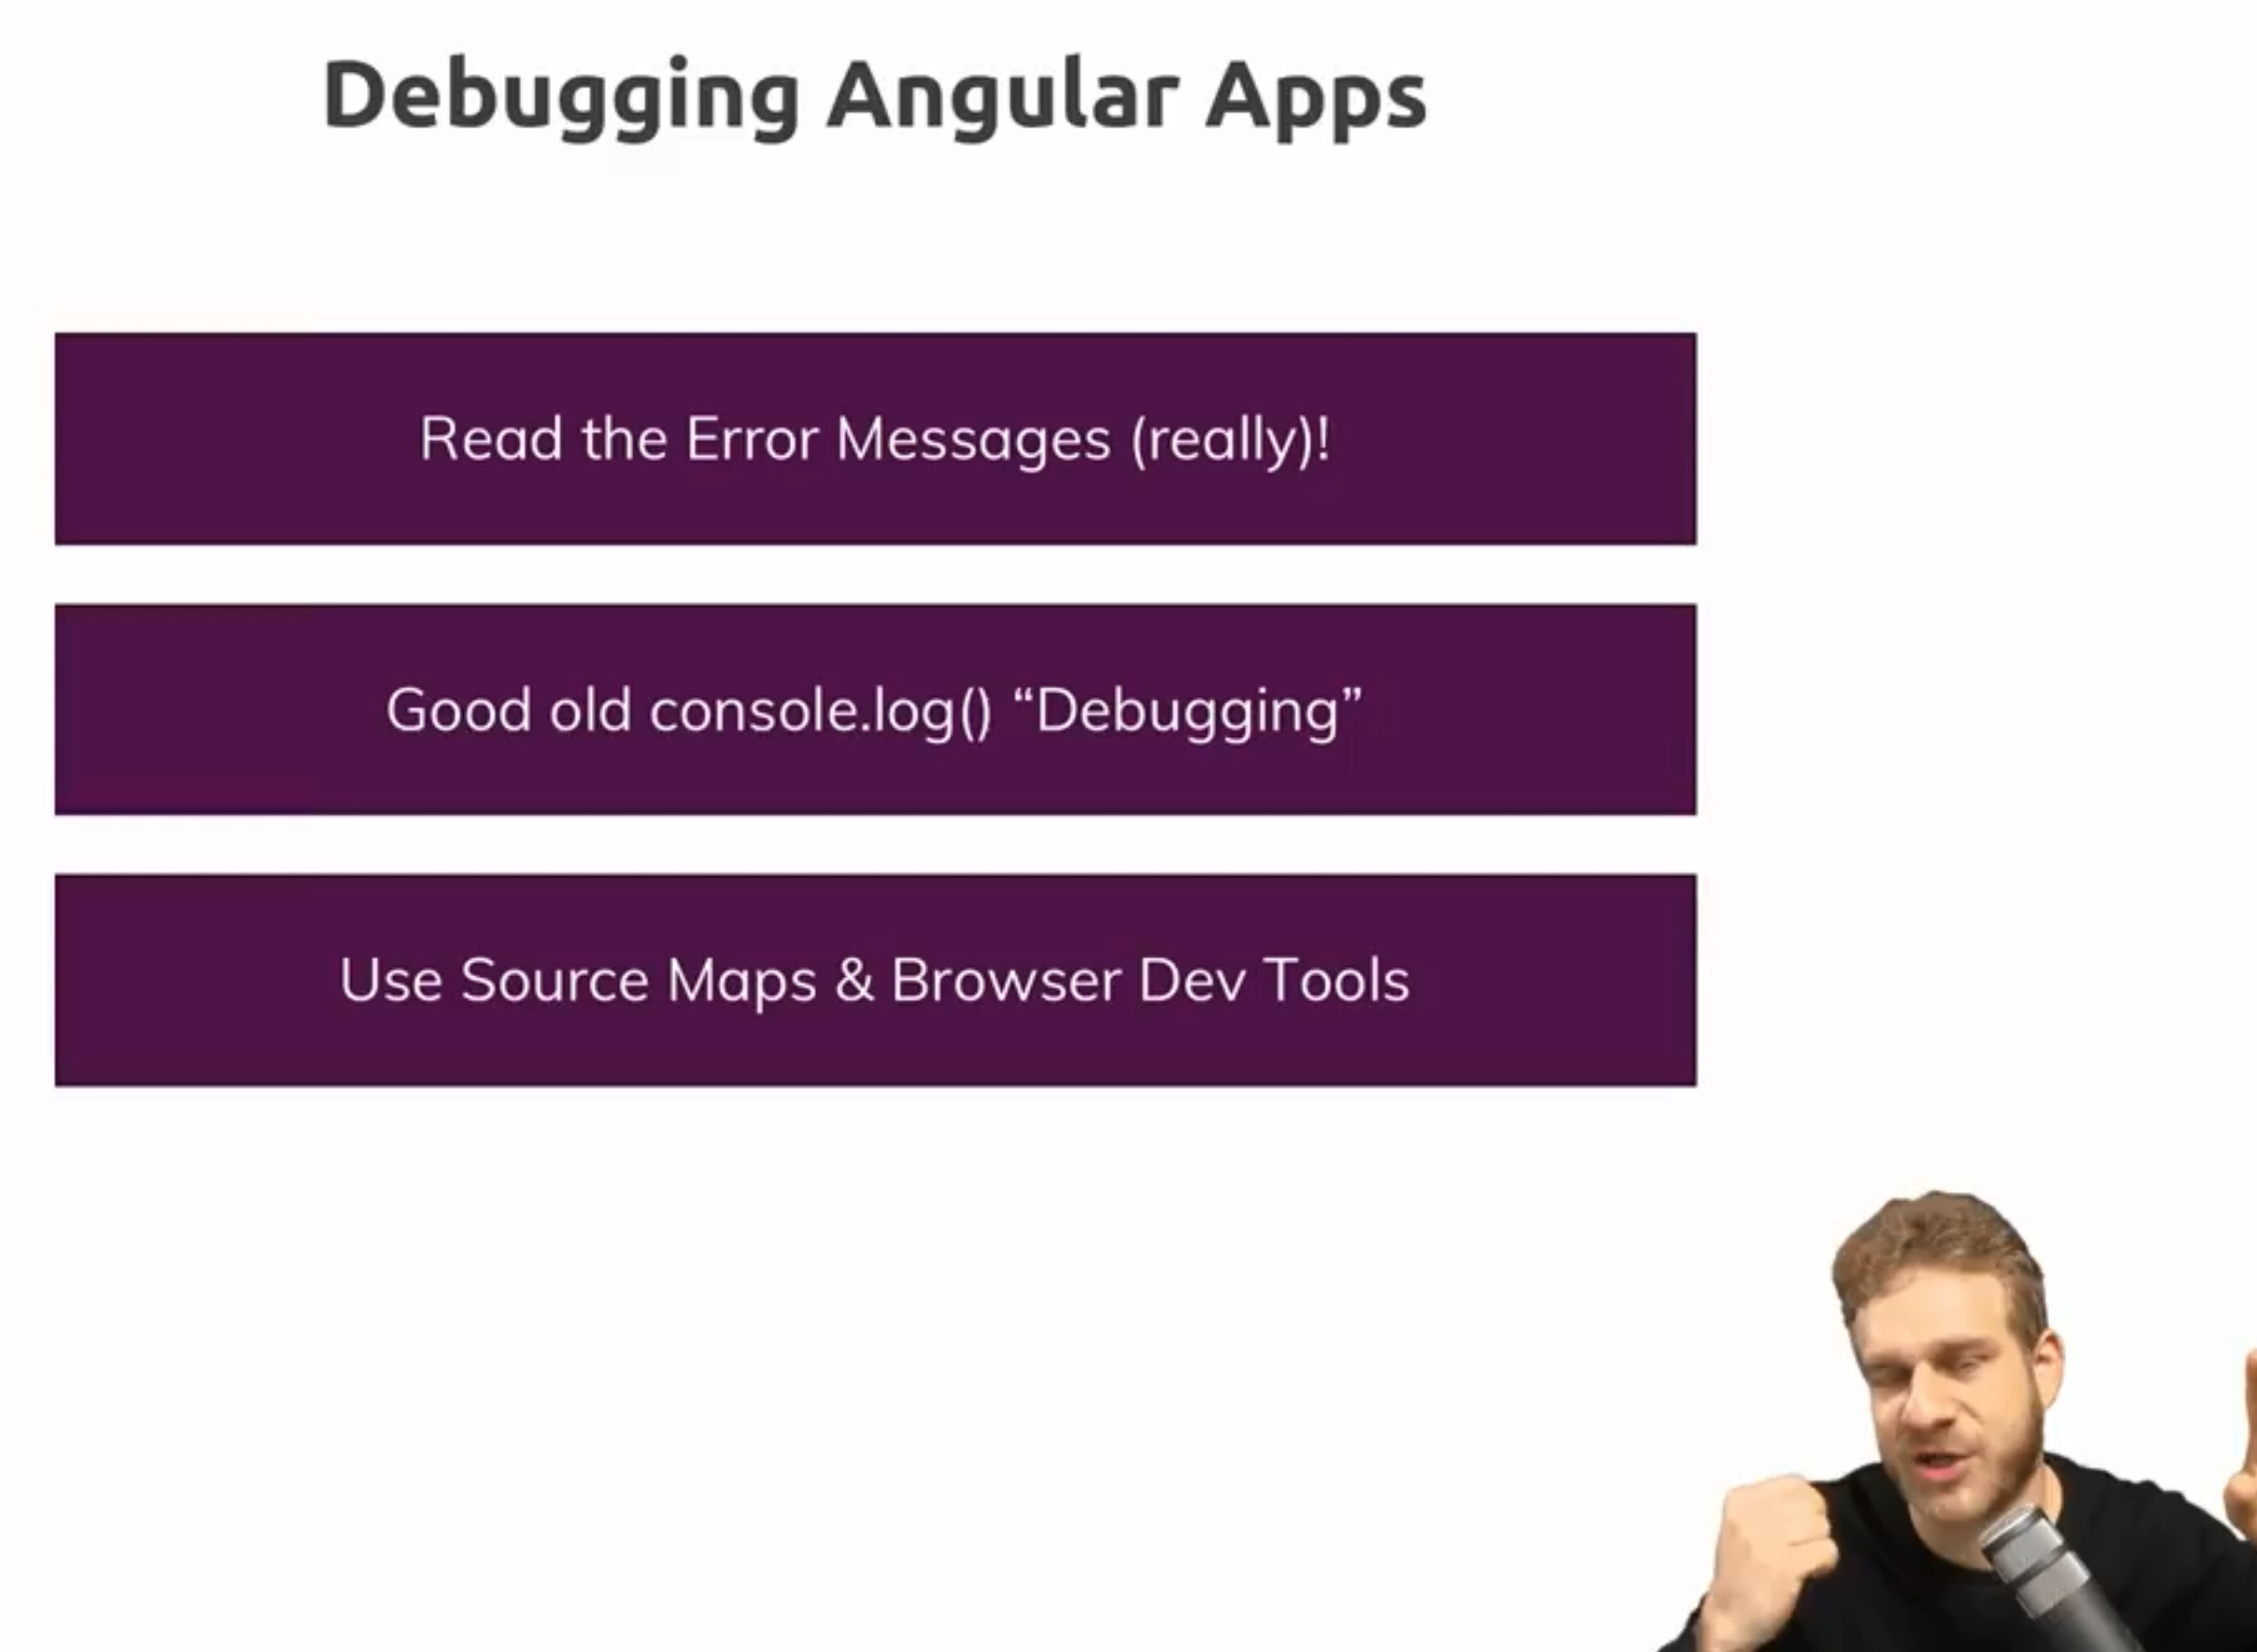 Debugging Angular Apps
Read the Error Messages (really)!
Good old console.log() “Debugging”
Use Source Maps & Browser Dev Tools